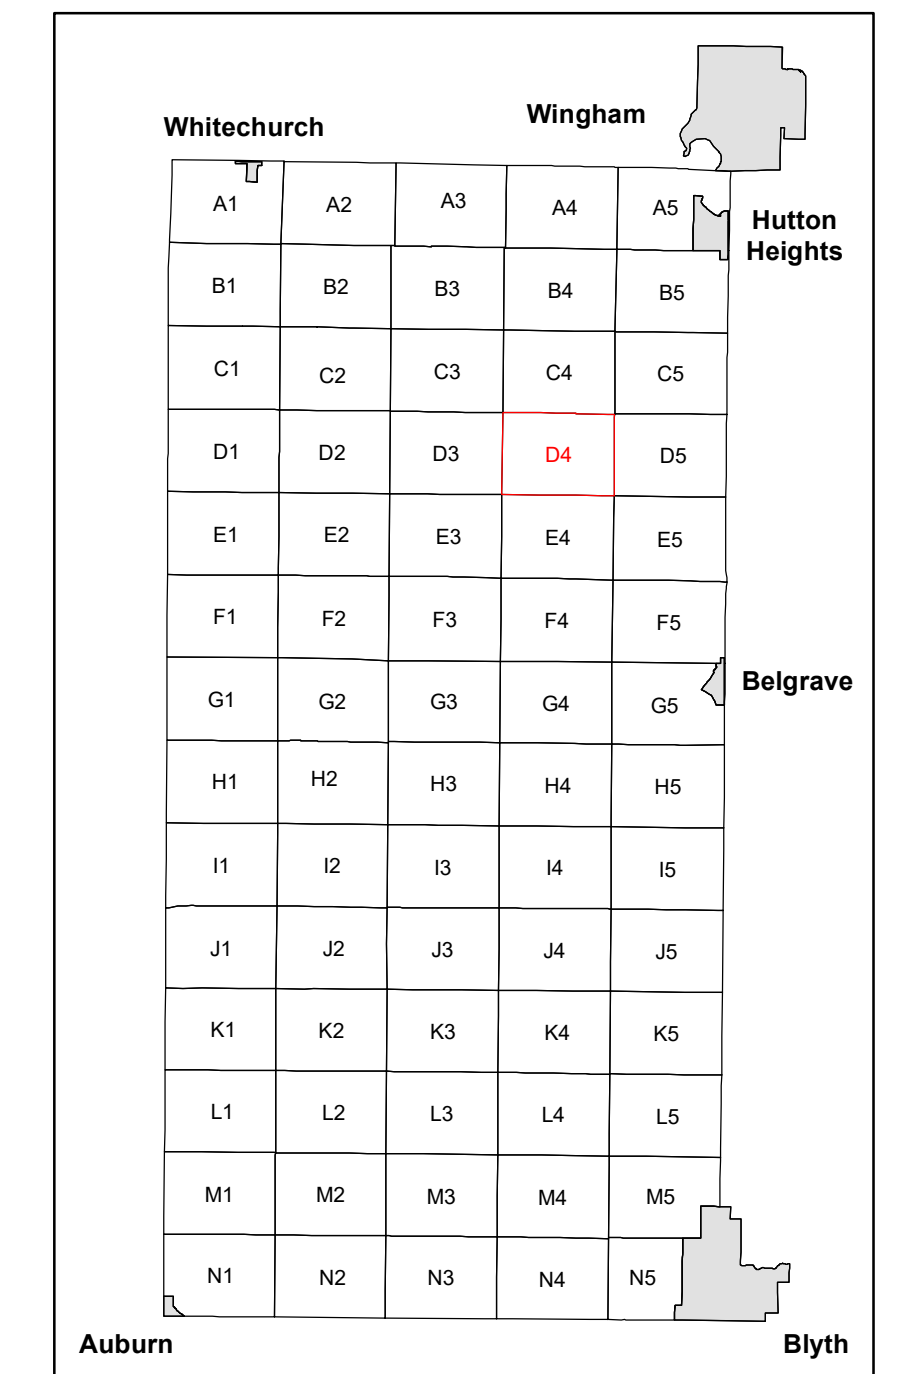 Wingham
Whitechurch
A1 A2 A3 A4 A5
Hutton
Heights
B1 B2 B3 B4 B5
C1 C2 C3 C4 C5
D1 D2 D3 D4 D5
E1 E2 E3 E4 E5
F1 F2 F3 F4 F5
Belgrave
G1 G2 G3 G4 G5
H1 H2 H3 H4 H5
I1 I2 I3 I4 I5
J1 J2 J3 J4 J5
K1 K2 K3 K4 K5
L1 L2 L3 L4 L5
M1 M2 M3 M4 M5
N1 N2 N3 N4 N5
Auburn
Blyth